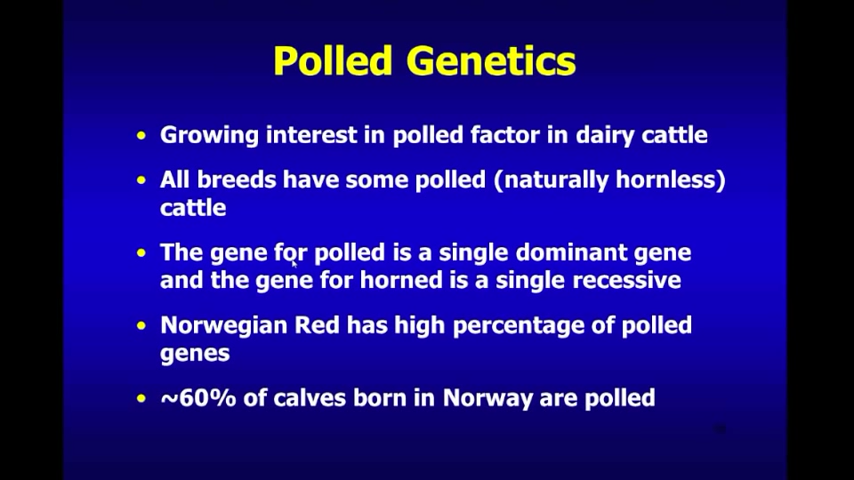 Polled Genetics
• Growing interest in polled factor in dairy cattle
• All breeds have some polled (naturally hornless)
cattle
• The gene for polled is a single dominant gene
and the gene for horned is a single recessive
• Norwegian Red has high percentage of polled
genes
• ~60% of calves born in Norway are polled